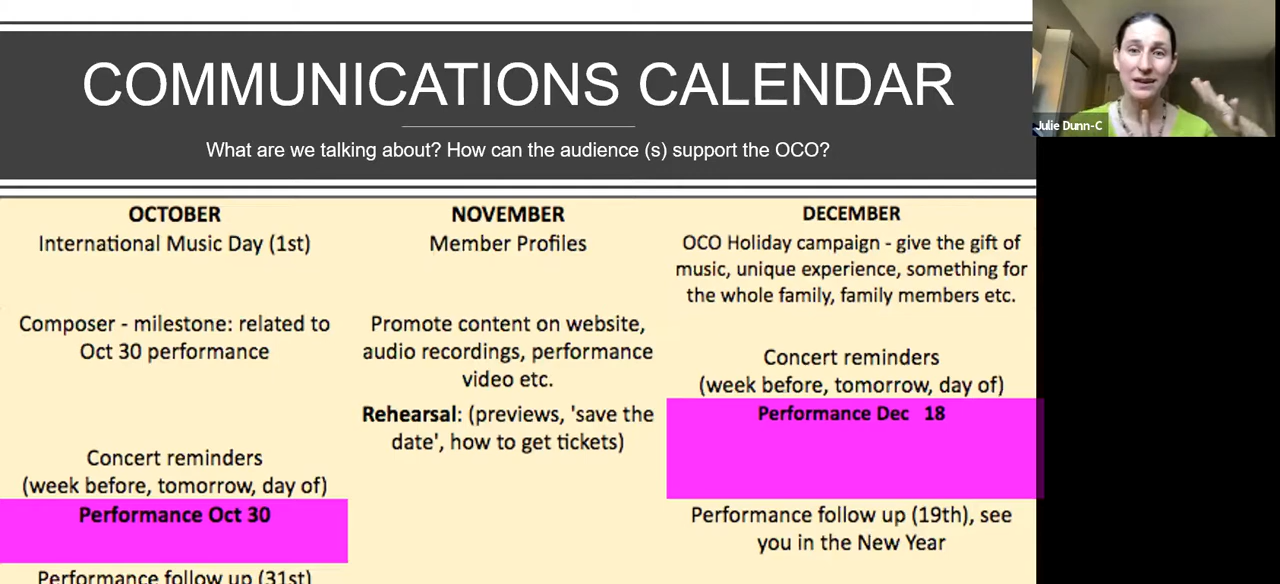 COMMUNICATIONS CALENDAR
What are we talking about? How can the audience (s) support the OCO?
Julie Dunn-C
OCTOBER
International Music Day (1st)
Composer - milestone: related to
Oct 30 performance
Concert reminders
(week before, tomorrow, day of)
Performance Oct 30
Performance follow up (31st)
NOVEMBER
Member Profiles
Promote content on website,
audio recordings, performance
video etc.
Rehearsal: (previews, 'save the
date', how to get tickets)
DECEMBER
OCO Holiday campaign - give the gift of
music, unique experience, something for
the whole family, family members etc.
Concert reminders
(week before, tomorrow, day of)
Performance Dec 18
Performance follow up (19th), see
you in the New Year